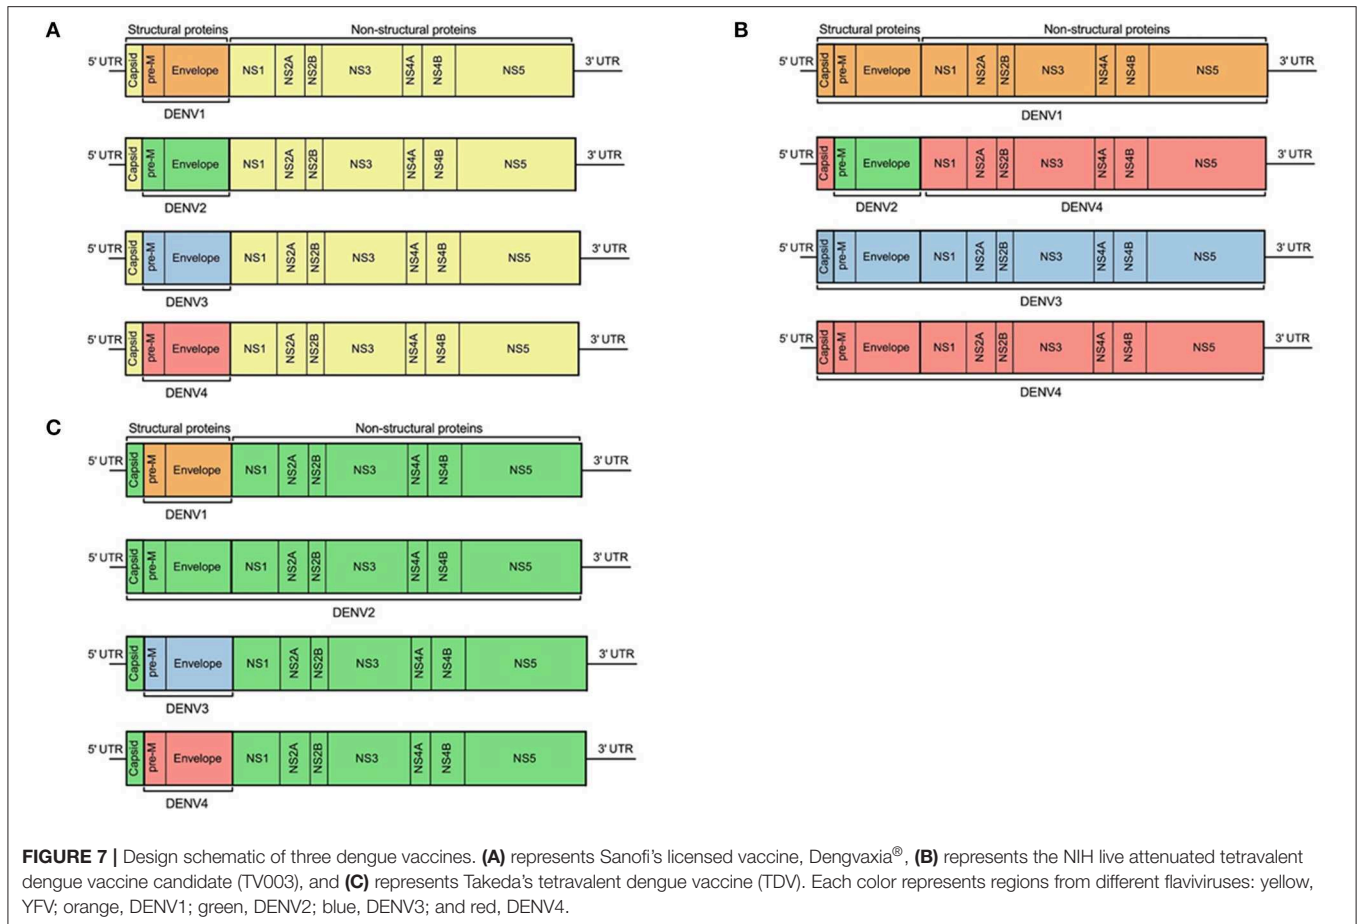 A
Structural proteins Non-structural proteins
5' UTR Capsid pre-M Envelope NS1 NS2A NS2B NS3 NS4A NS4B NS5 3' UTR
DENV1
5' UTR Capsid pre-M Envelope NS1 NS2A NS2B NS3 NS4A NS4B NS5 3' UTR
DENV2
5' UTR Capsid pre-M Envelope NS1 NS2A NS2B NS3 NS4A NS4B NS5 3' UTR
DENV3
5' UTR Capsid pre-M Envelope NS1 NS2A NS2B NS3 NS4A NS4B NS5 3' UTR
DENV4
B
Structural proteins Non-structural proteins
5' UTR Capsid pre-M Envelope NS1 NS2A NS2B NS3 NS4A NS4B NS5 3' UTR
DENV1
5' UTR Capsid pre-M Envelope NS1 NS2A NS2B NS3 NS4A NS4B NS5 3' UTR
DENV2 DENV4
5' UTR Capsid pre-M Envelope NS1 NS2A NS2B NS3 NS4A NS4B NS5 3' UTR
DENV3
5' UTR Capsid pre-M Envelope NS1 NS2A NS2B NS3 NS4A NS4B NS5 3' UTR
DENV4
C
Structural proteins Non-structural proteins
5' UTR Capsid pre-M Envelope NS1 NS2A NS2B NS3 NS4A NS4B NS5 3' UTR
DENV1
5' UTR Capsid pre-M Envelope NS1 NS2A NS2B NS3 NS4A NS4B NS5 3' UTR
DENV2
5' UTR Capsid pre-M Envelope NS1 NS2A NS2B NS3 NS4A NS4B NS5 3' UTR
DENV3
5' UTR Capsid pre-M Envelope NS1 NS2A NS2B NS3 NS4A NS4B NS5 3' UTR
DENV4
FIGURE 7 | Design schematic of three dengue vaccines. (A) represents Sanofi's licensed vaccine, Dengvaxia®, (B) represents the NIH live attenuated tetravalent
dengue vaccine candidate (TV003), and (C) represents Takeda's tetravalent dengue vaccine (TDV). Each color represents regions from different flaviviruses: yellow,
YFV; orange, DENV1; green, DENV2; blue, DENV3; and red, DENV4.